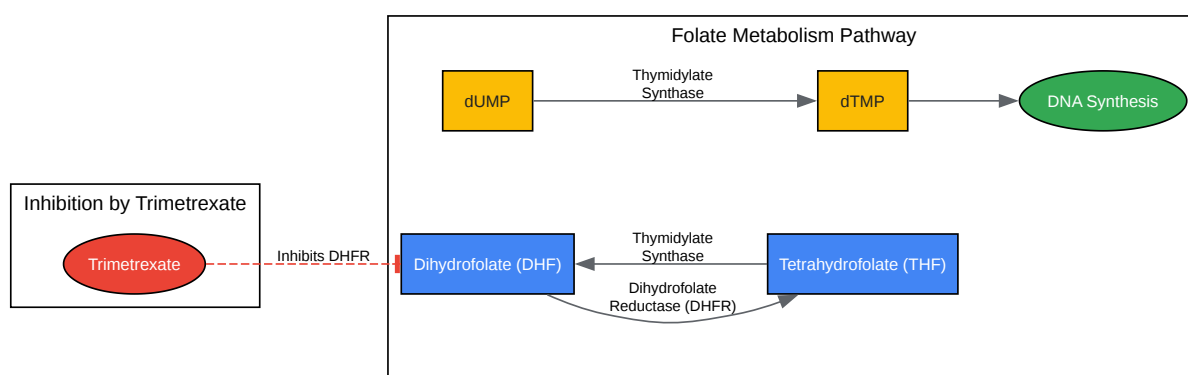 Folate Metabolism Pathway
dUMP
Thymidylate
Synthase
dTMP
DNA Synthesis
Inhibition by Trimetrexate
Trimetrexate
Inhibits DHFR
Dihydrofolate (DHF)
Thymidylate
Synthase
Tetrahydrofolate (THF)
Dihydrofolate
Reductase (DHFR)